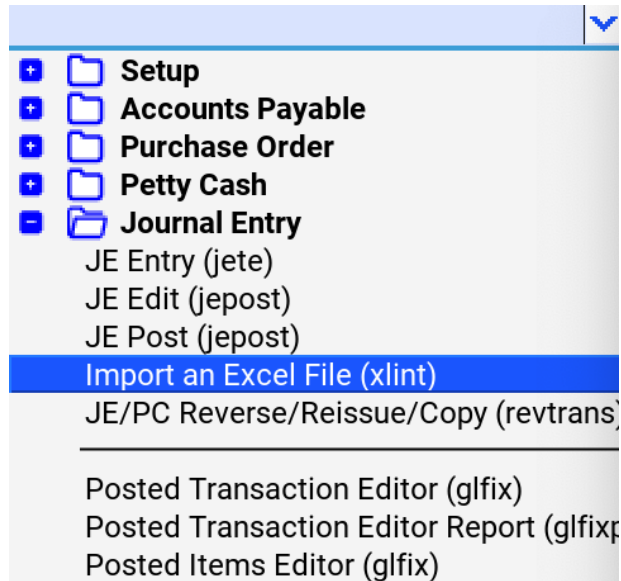 Setup
Accounts Payable
Purchase Order
Petty Cash
Journal Entry
JE Entry (jete)
JE Edit (jepost)
JE Post (jepost)
Import an Excel File (xlint)
JE/PC Reverse/Reissue/Copy (revtrans)
Posted Transaction Editor (glfix)
Posted Transaction Editor Report (glfixp
Posted Items Editor (glfix)